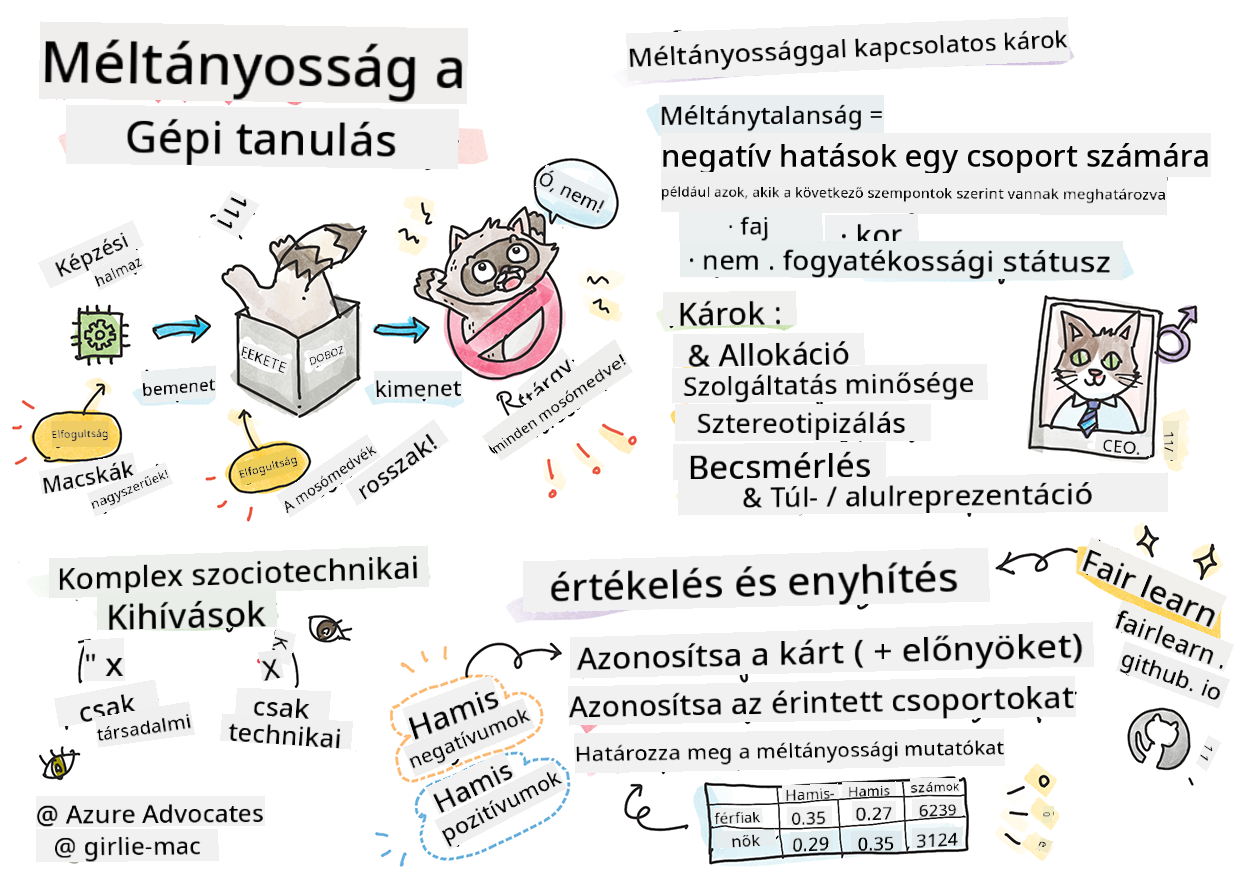 Méltányosság a
Gépi tanulás
Képzési
halmaz
bemenet
FEKETE
DOBOZ
kimenet
Ó, nem!
minden mosómedve!
Elfogultság
Macskák
nagyszerűek!
Elfogultság
A mosómedvék
rosszak!
Méltányossággal kapcsolatos károk
Méltánytalanság =
negatív hatások egy csoport számára
például azok, akik a következő szempontok szerint vannak meghatározva
· faj
· kor
· nem . fogyatékossági státusz
Károk :
& Allokáció
Szolgáltatás minősége
Sztereotipizálás
Becsmérlés
& Túl- / alulreprezentáció
CEO.
Komplex szociotechnikai
Kihívások
" x
csak
társadalmi
X
csak
technikai
@ Azure Advocates
@ girlie-mac
értékelés és enyhítés
Fair learn
fairlearn .
github. io
Azonosítsa a kárt ( + előnyöket)
Azonosítsa az érintett csoportokat
Határozza meg a méltányossági mutatókat
Hamis
negatívumok
Hamis
pozitívumok
Hamis- Hamis számok
férfiak 0.35 0.27 6239
nők 0.29 0.35 3124